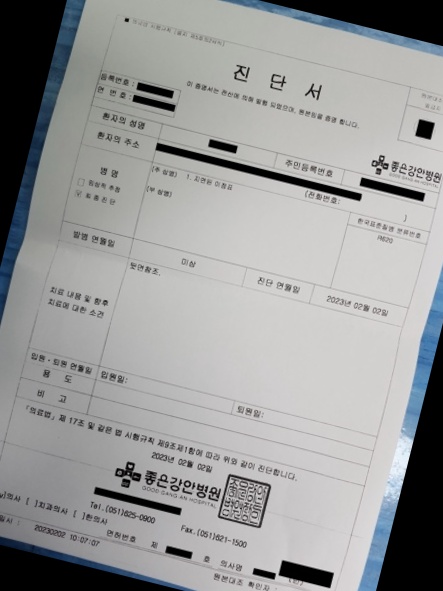 진 단 서
이 증명서는 전산에 의해 발행 되었으며, 원본임을 증명 합니다.
등록번호 :
연 번 호 :
환자의 성명
주민등록번호
환자의 주소
(전화번호: )
좋은강안병원
GOOD GANG-AN HOSPITAL
병 명
임상적 추정
최 종 진 단
(주 상병) 1. 지연된 이정표
(부 상병)
한국표준질병 분류번호
R620
발병 연월일
미상
진단 연월일
2023년 02월 02일
치료 내용 및 향후
치료에 대한 소견
뒷면참조.
입원·퇴원 연월일
입원일:
퇴원일:
용 도
비 고
「의료법」 제 17조 및 같은 법 시행규칙 제9조제1항에 따라 위와 같이 진단합니다.
2023년 02월 02일
좋은강안병원
GOOD GANG-AN HOSPITAL
Tel.(051)625-0900
Fax.(051)621-1500
]의사 [ ]치과의사 [ ]한의사
면허번호 제 호 의사명
일시 : 20230202 10:07:07
원본대조 확인자 :